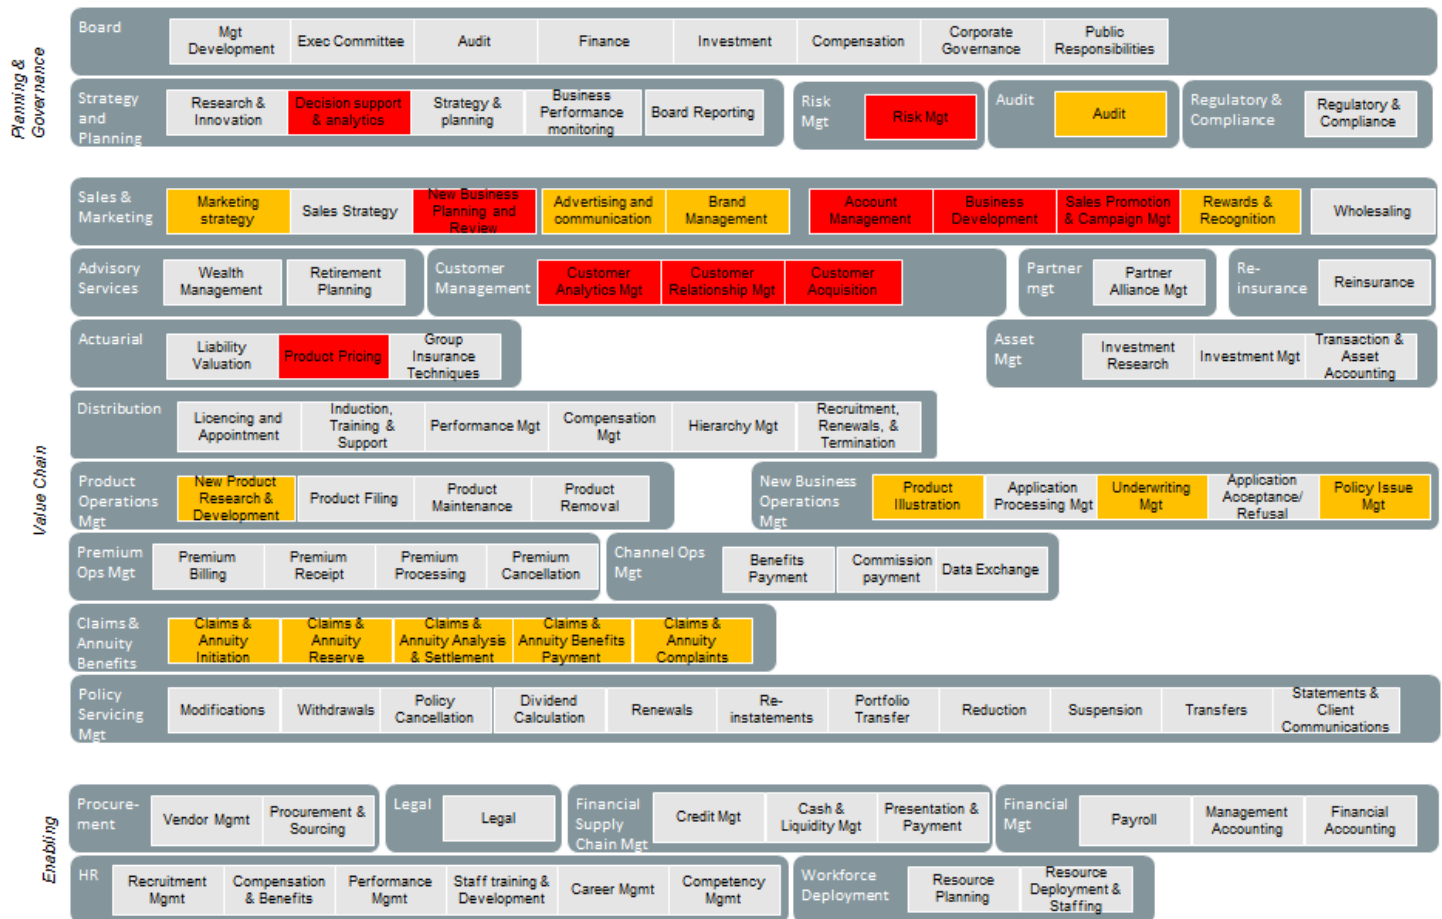 Planning &
Governance
Board
Mgt
Development
Exec Committee
Audit
Finance
Investment
Compensation
Corporate
Governance
Public
Responsibilities
Strategy
and
Planning
Research &
Innovation
Decision support
& analytics
Strategy &
planning
Business
Performance
monitoring
Board Reporting
Risk
Mgt
Risk Mgt
Audit
Audit
Regulatory &
Compliance
Regulatory &
Compliance
Value Chain
Sales &
Marketing
Marketing
strategy
Sales Strategy
New Business
Planning and
Review
Advertising and
communication
Brand
Management
Account
Management
Business
Development
Sales Promotion
& Campaign Mgt
Rewards &
Recognition
Wholesaling
Advisory
Services
Wealth
Management
Retirement
Planning
Customer
Management
Customer
Analytics Mgt
Customer
Relationship Mgt
Customer
Acquisition
Partner
mgt
Partner
Alliance Mgt
Re-
insurance
Reinsurance
Actuarial
Liability
Valuation
Product Pricing
Group
Insurance
Techniques
Asset
Mgt
Investment
Research
Investment Mgt
Transaction &
Asset
Accounting
Distribution
Licencing and
Appointment
Induction,
Training &
Support
Performance Mgt
Compensation
Mgt
Hierarchy Mgt
Recruitment,
Renewals, &
Termination
Product
Operations
Mgt
New Product
Research &
Development
Product Filing
Product
Maintenance
Product
Removal
New Business
Operations
Mgt
Product
Illustration
Application
Processing Mgt
Underwriting
Mgt
Application
Acceptance/
Refusal
Policy Issue
Mgt
Premium
Ops Mgt
Premium
Billing
Premium
Receipt
Premium
Processing
Premium
Cancellation
Channel Ops
Mgt
Benefits
Payment
Commission
payment
Data Exchange
Claims &
Annuity
Benefits
Claims &
Annuity
Initiation
Claims &
Annuity
Reserve
Claims &
Annuity Analysis
& Settlement
Claims &
Annuity Benefits
Payment
Claims &
Annuity
Complaints
Policy
Servicing
Mgt
Modifications
Withdrawals
Policy
Cancellation
Dividend
Calculation
Renewals
Re-
instatements
Portfolio
Transfer
Reduction
Suspension
Transfers
Statements &
Client
Communications
Enabling
Procure-
ment
Vendor Mgmt
Procurement &
Sourcing
Legal
Legal
Financial
Supply
Chain Mgt
Credit Mgt
Cash &
Liquidity Mgt
Presentation &
Payment
Financial
Mgt
Payroll
Management
Accounting
Financial
Accounting
HR
Recruitment
Mgmt
Compensation
& Benefits
Performance
Mgmt
Staff training &
Development
Career Mgmt
Competency
Mgmt
Workforce
Deployment
Resource
Planning
Resource
Deployment &
Staffing